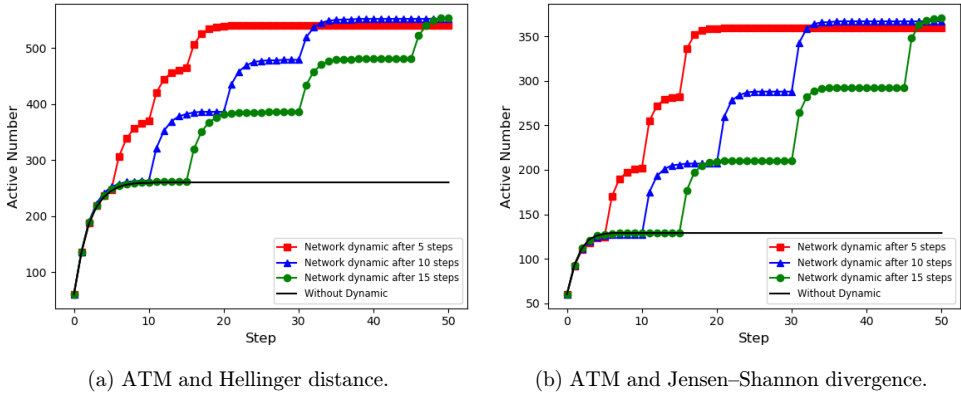 500
400
300
200
100
Active Number
0
10
20
30
40
50
Step
Network dynamic after 5 steps
Network dynamic after 10 steps
Network dynamic after 15 steps
Without Dynamic
(a) ATM and Hellinger distance.
350
300
250
200
150
100
50
Active Number
0
10
20
30
40
50
Step
Network dynamic after 5 steps
Network dynamic after 10 steps
Network dynamic after 15 steps
Without Dynamic
(b) ATM and Jensen–Shannon divergence.